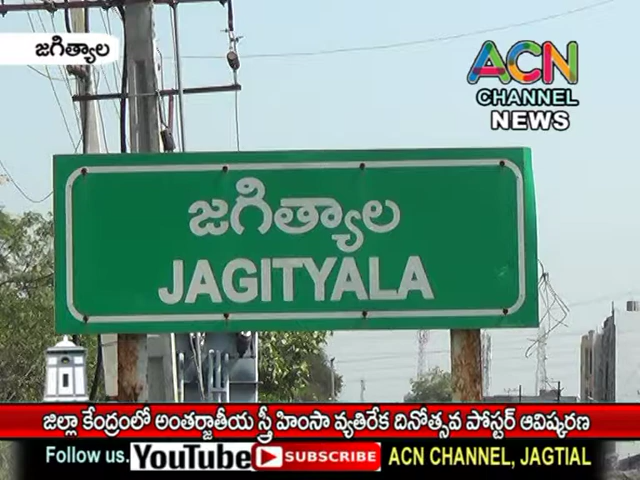 జగిత్యాల
ACN
CHANNEL
NEWS
జగిత్యాల
JAGITYALA
జిల్లా కేంద్రంలో అంతర్జాతీయ స్త్రీ హింసా వ్యతిరేక దినోత్సవ పోస్టర్ ఆవిష్కరణ
Follow us. YouTube SUBSCRIBE ACN CHANNEL, JAGTIAL